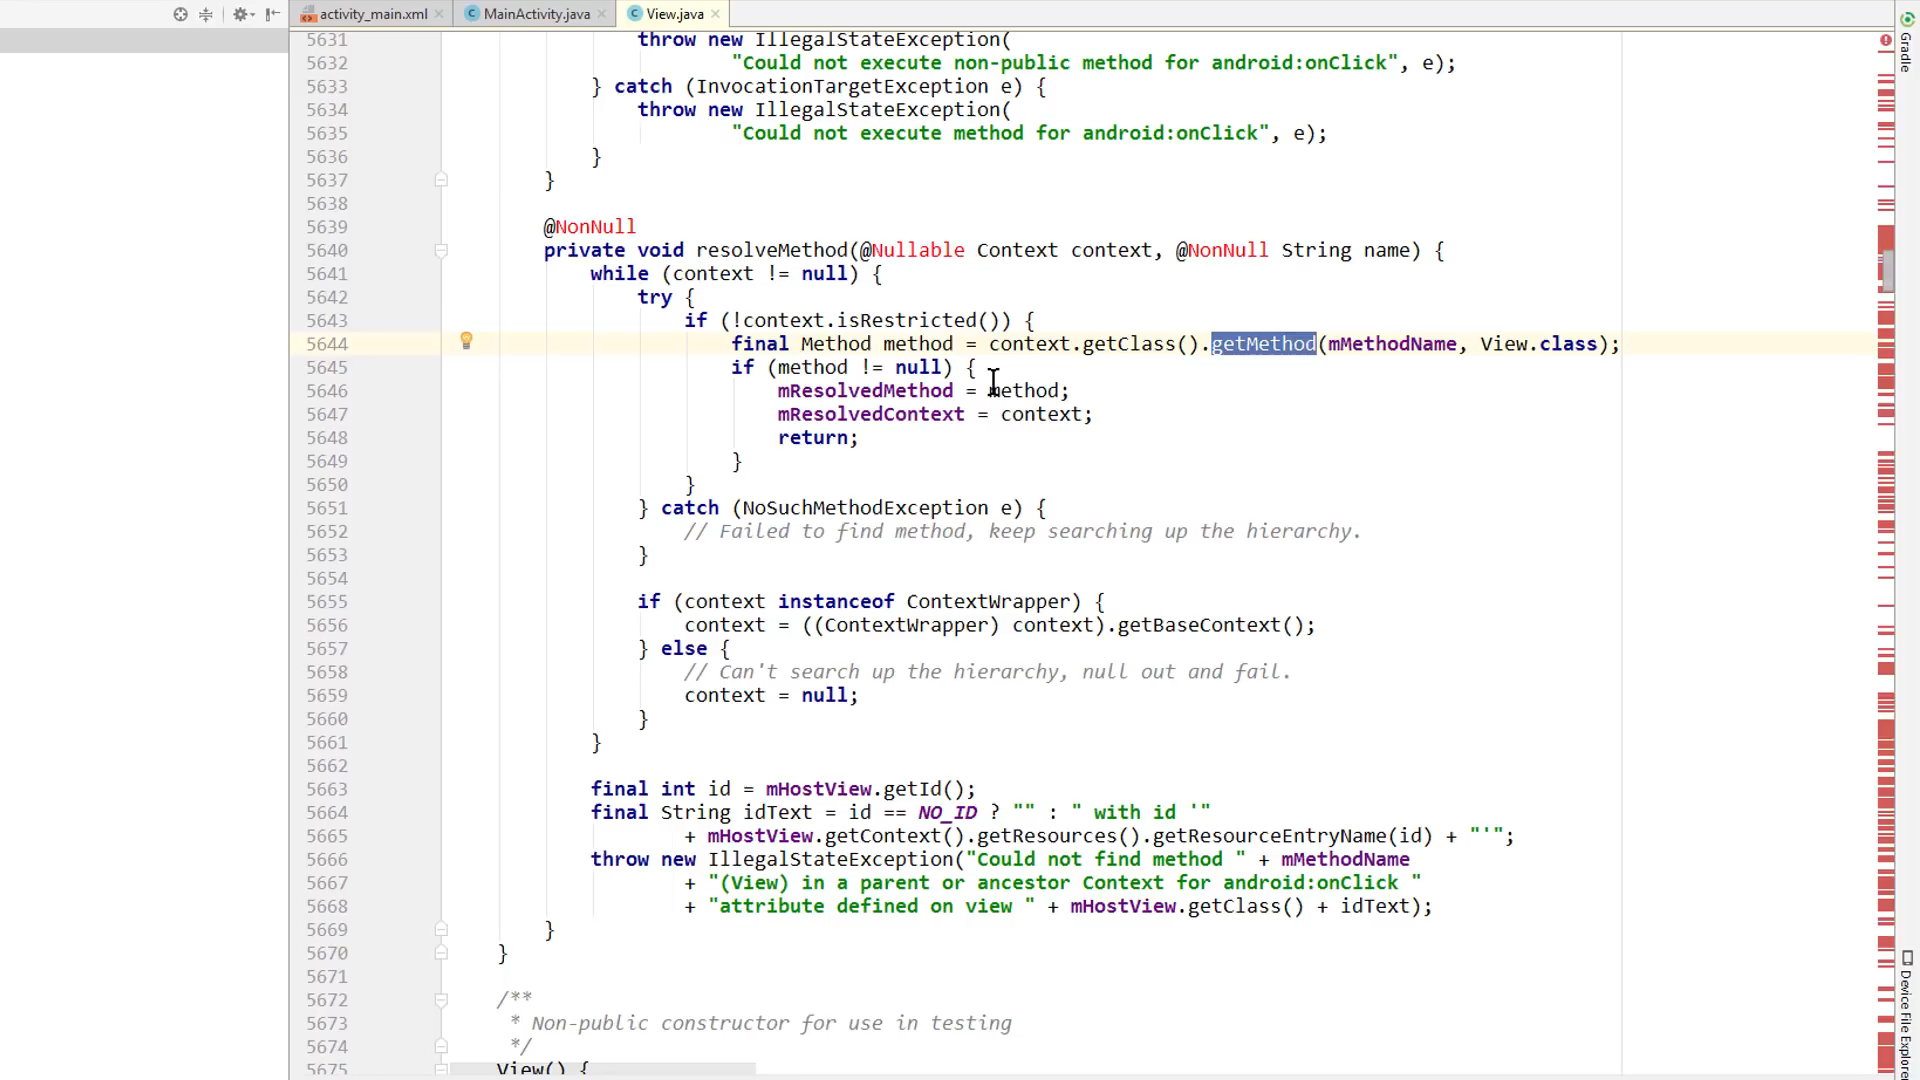 activity_main.xml MainActivity.java View.java
5631 throw new IllegalStateException(
5632 "Could not execute non-public method for android:onClick", e);
5633 } catch (InvocationTargetException e) {
5634 throw new IllegalStateException(
5635 "Could not execute method for android:onClick", e);
5636 }
5637 }
5638
5639 @NonNull
5640 private void resolveMethod(@Nullable Context context, @NonNull String name) {
5641 while (context != null) {
5642 try {
5643 if (!context.isRestricted()) {
5644 final Method method = context.getClass().getMethod(mMethodName, View.class);
5645 if (method != null) {
5646 mResolvedMethod = method;
5647 mResolvedContext = context;
5648 return;
5649 }
5650 }
5651 } catch (NoSuchMethodException e) {
5652 // Failed to find method, keep searching up the hierarchy.
5653 }
5654
5655 if (context instanceof ContextWrapper) {
5656 context = ((ContextWrapper) context).getBaseContext();
5657 } else {
5658 // Can't search up the hierarchy, null out and fail.
5659 context = null;
5660 }
5661 }
5662
5663 final int id = mHostView.getId();
5664 final String idText = id == NO_ID ? "" : " with id '"
5665 + mHostView.getContext().getResources().getResourceEntryName(id) + "'";
5666 throw new IllegalStateException("Could not find method " + mMethodName
5667 + "(View) in a parent or ancestor Context for android:onClick "
5668 + "attribute defined on view " + mHostView.getClass() + idText);
5669 }
5670 }
5671
5672 /**
5673 * Non-public constructor for use in testing
5674 */
5675 View() {
Gradle
Device File Explorer